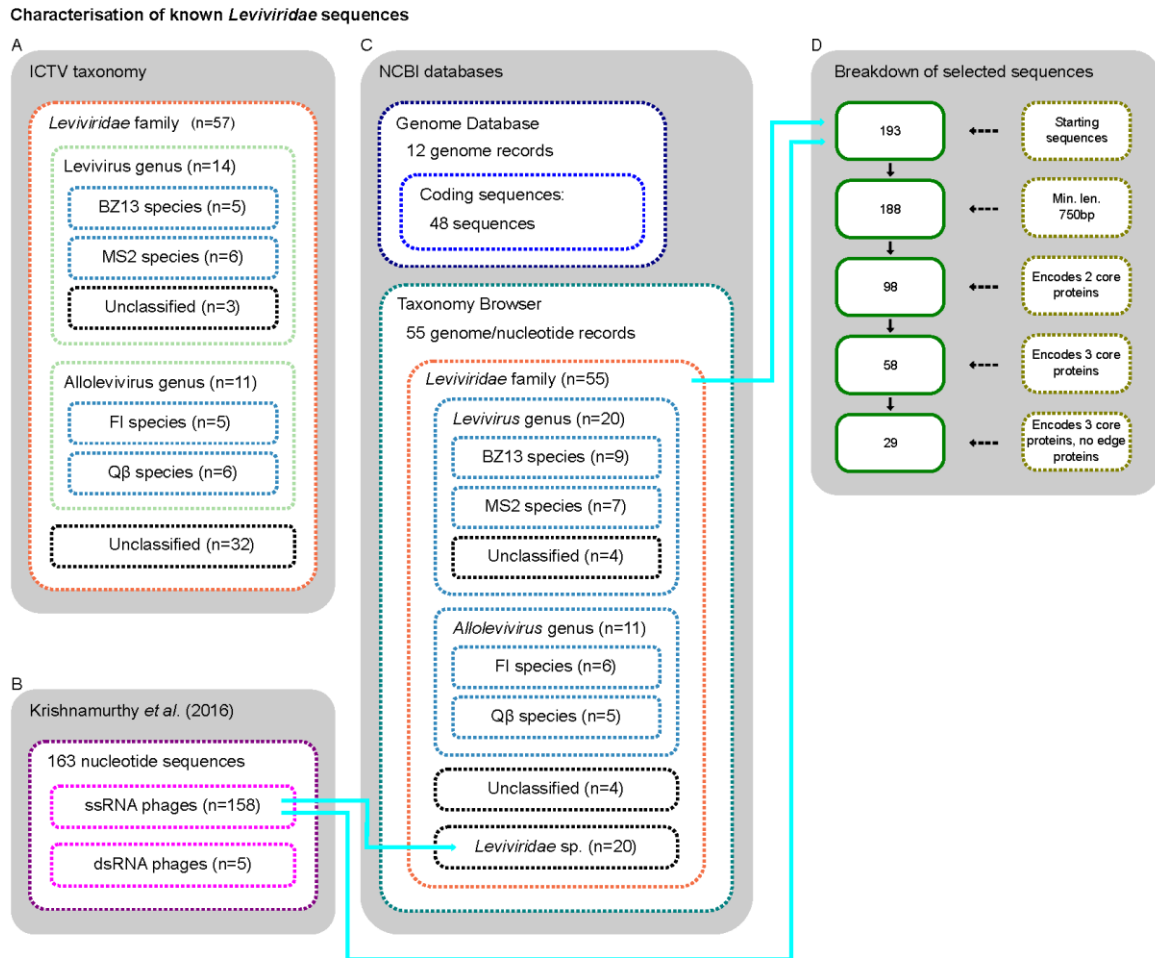 Characterisation of known Leviviridae sequences
A
ICTV taxonomy
Leviviridae family (n=57)
Levivirus genus (n=14)
BZ13 species (n=5)
MS2 species (n=6)
Unclassified (n=3)
Allolevivirus genus (n=11)
FI species (n=5)
Qβ species (n=6)
Unclassified (n=32)
B
Krishnamurthy et al. (2016)
163 nucleotide sequences
ssRNA phages (n=158)
dsRNA phages (n=5)
C
NCBI databases
Genome Database
12 genome records
Coding sequences:
48 sequences
Taxonomy Browser
55 genome/nucleotide records
Leviviridae family (n=55)
Levivirus genus (n=20)
BZ13 species (n=9)
MS2 species (n=7)
Unclassified (n=4)
Allolevivirus genus (n=11)
FI species (n=6)
Qβ species (n=5)
Unclassified (n=4)
Leviviridae sp. (n=20)
D
Breakdown of selected sequences
193
Starting
sequences
188
Min. len.
750bp
98
Encodes 2 core
proteins
58
Encodes 3 core
proteins
29
Encodes 3 core
proteins, no edge
proteins